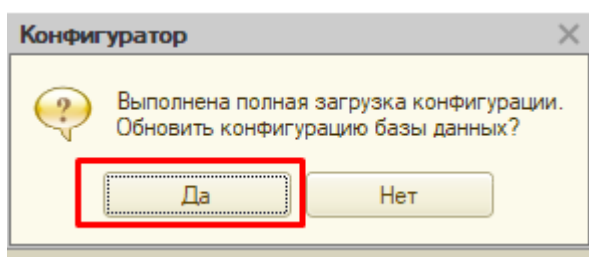 Конфигуратор
Выполнена полная загрузка конфигурации.
Обновить конфигурацию базы данных?
Да
Нет